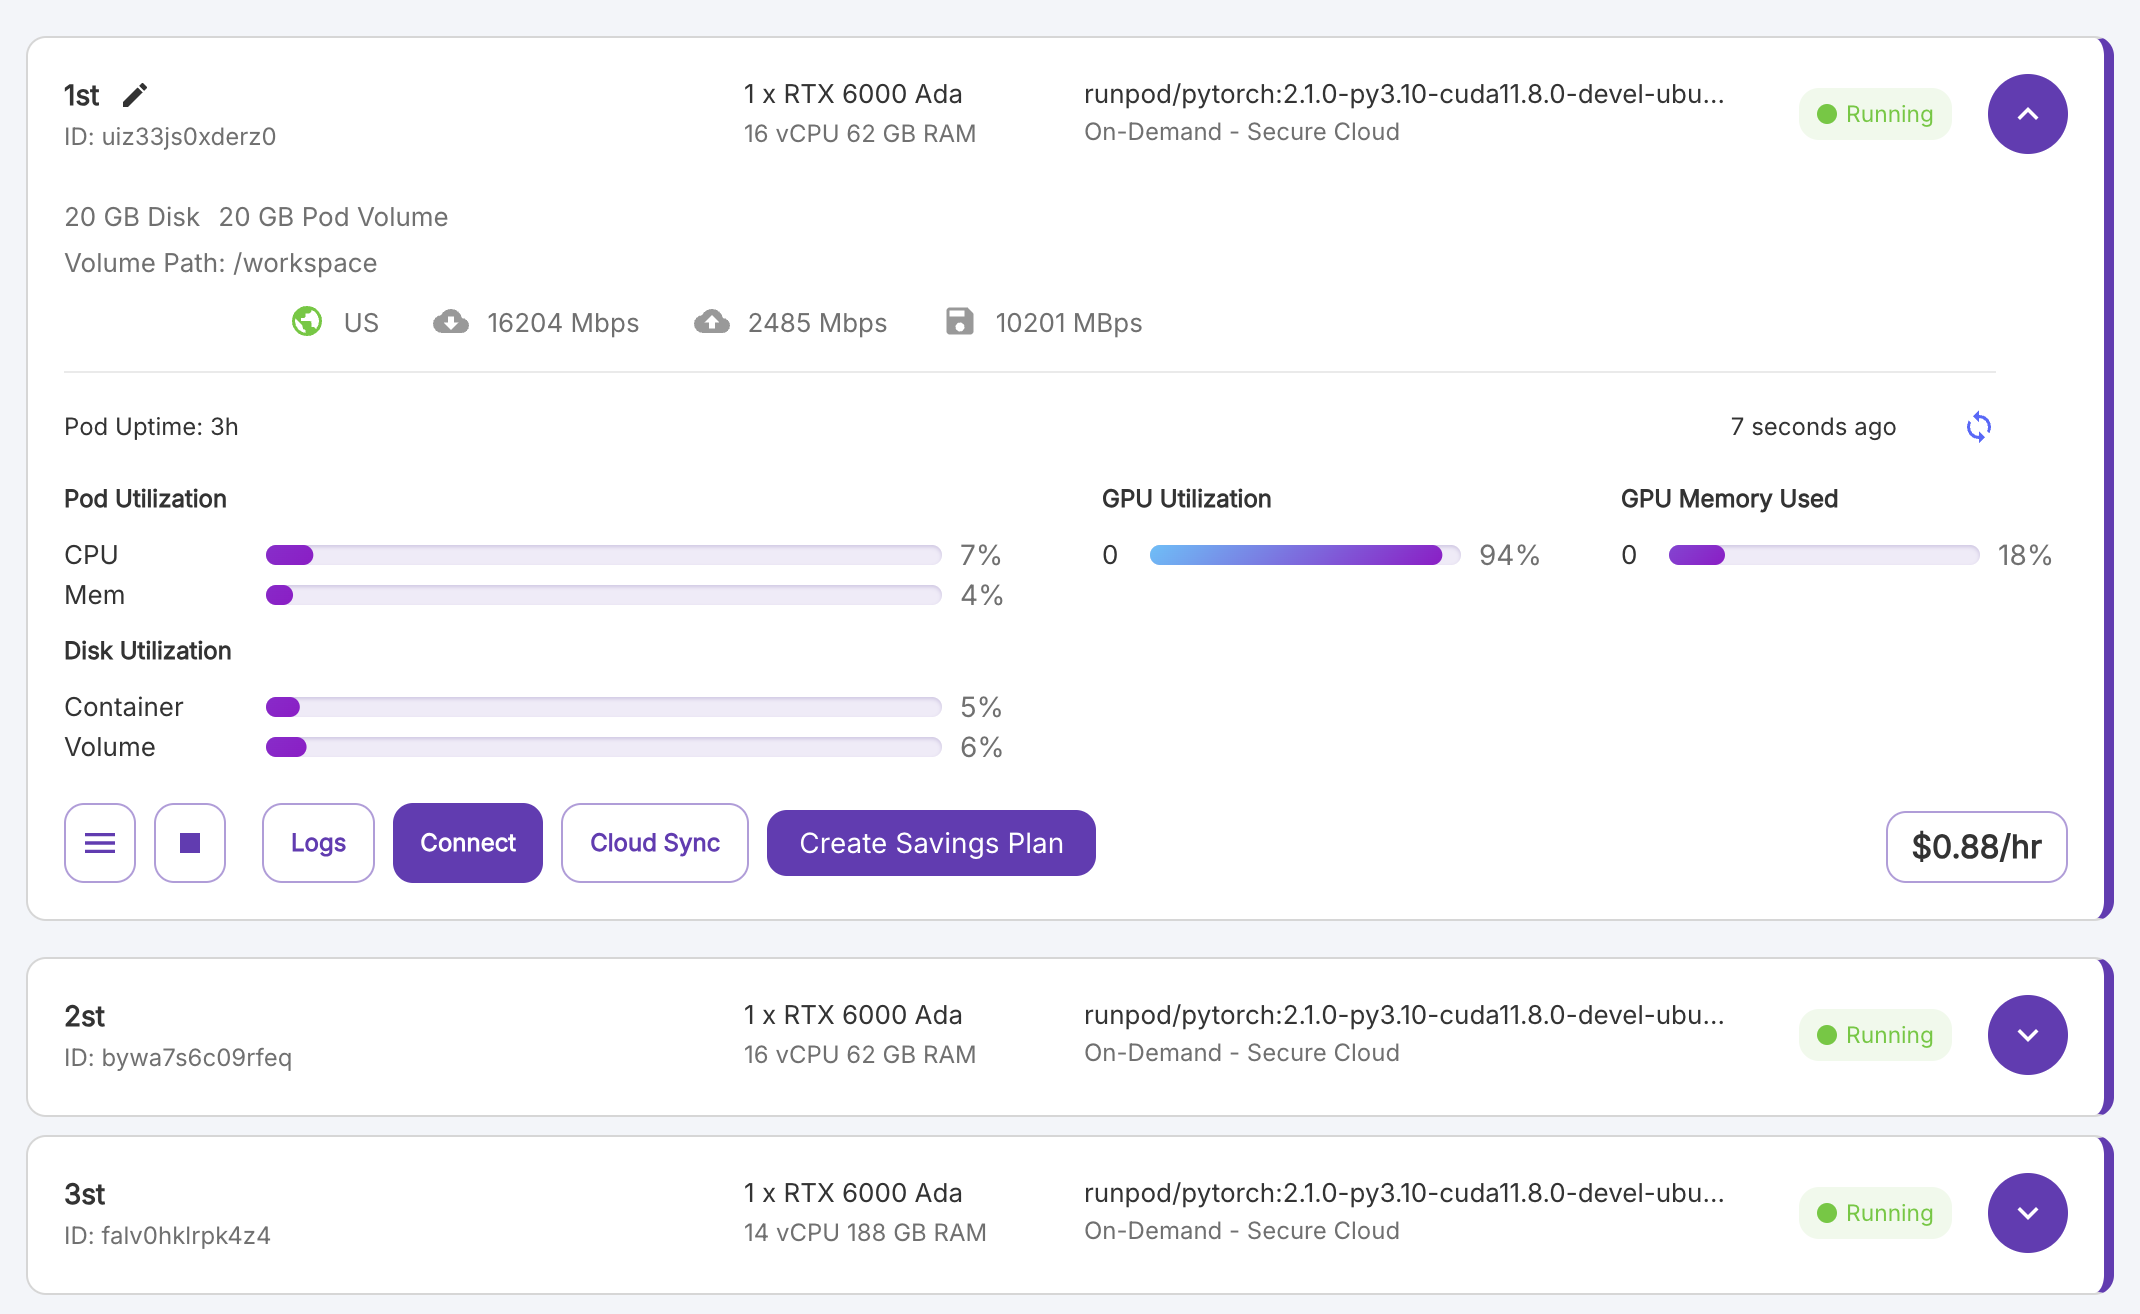 1st
ID: uiz33js0xderz0
1 x RTX 6000 Ada
16 vCPU 62 GB RAM
runpod/pytorch:2.1.0-py3.10-cuda11.8.0-devel-ubu...
On-Demand - Secure Cloud
Running
20 GB Disk 20 GB Pod Volume
Volume Path: /workspace
US 16204 Mbps 2485 Mbps 10201 MBps
Pod Uptime: 3h
7 seconds ago
Pod Utilization
CPU 7%
Mem 4%
GPU Utilization
0 94%
GPU Memory Used
0 18%
Disk Utilization
Container 5%
Volume 6%
Logs Connect Cloud Sync Create Savings Plan
$0.88/hr
2st
ID: bywa7s6c09rfeq
1 x RTX 6000 Ada
16 vCPU 62 GB RAM
runpod/pytorch:2.1.0-py3.10-cuda11.8.0-devel-ubu...
On-Demand - Secure Cloud
Running
3st
ID: falv0hklrpk4z4
1 x RTX 6000 Ada
14 vCPU 188 GB RAM
runpod/pytorch:2.1.0-py3.10-cuda11.8.0-devel-ubu...
On-Demand - Secure Cloud
Running